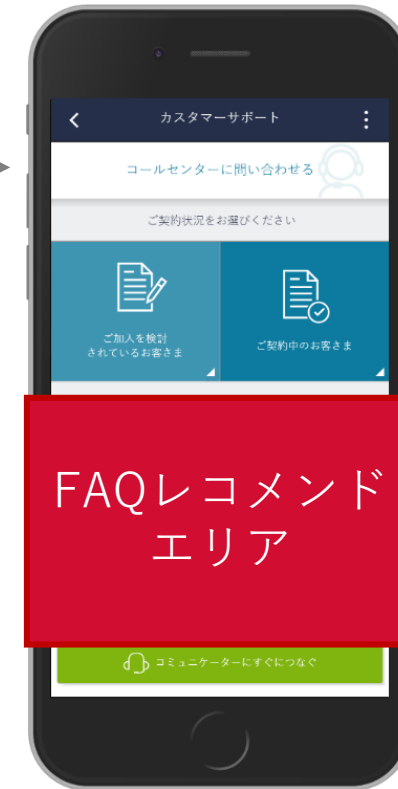 カスタマーサポート
コールセンターに問い合わせる
ご契約状況をお選びください
ご加入を検討
されているお客さま
ご契約中のお客さま
FAQレコメンド
エリア
コミュニケーターにすぐにつなぐ